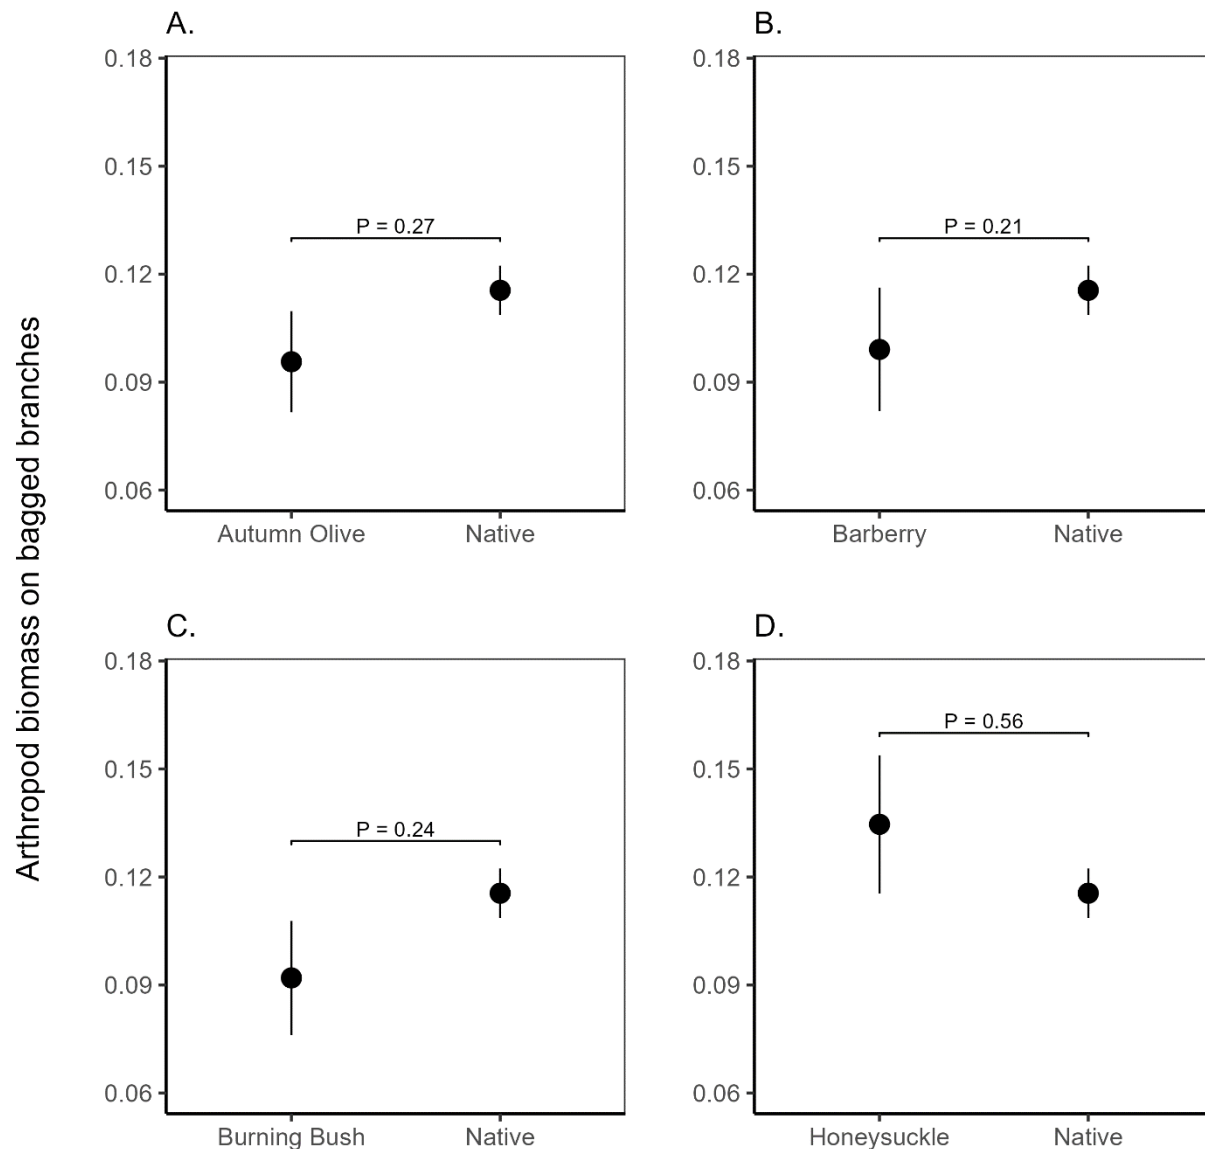 Arthropod biomass on bagged branches
A.
0.18
0.15
0.12
0.09
0.06
P = 0.27
Autumn Olive Native
B.
0.18
0.15
0.12
0.09
0.06
P = 0.21
Barberry Native
C.
0.18
0.15
0.12
0.09
0.06
P = 0.24
Burning Bush Native
D.
0.18
0.15
0.12
0.09
0.06
P = 0.56
Honeysuckle Native